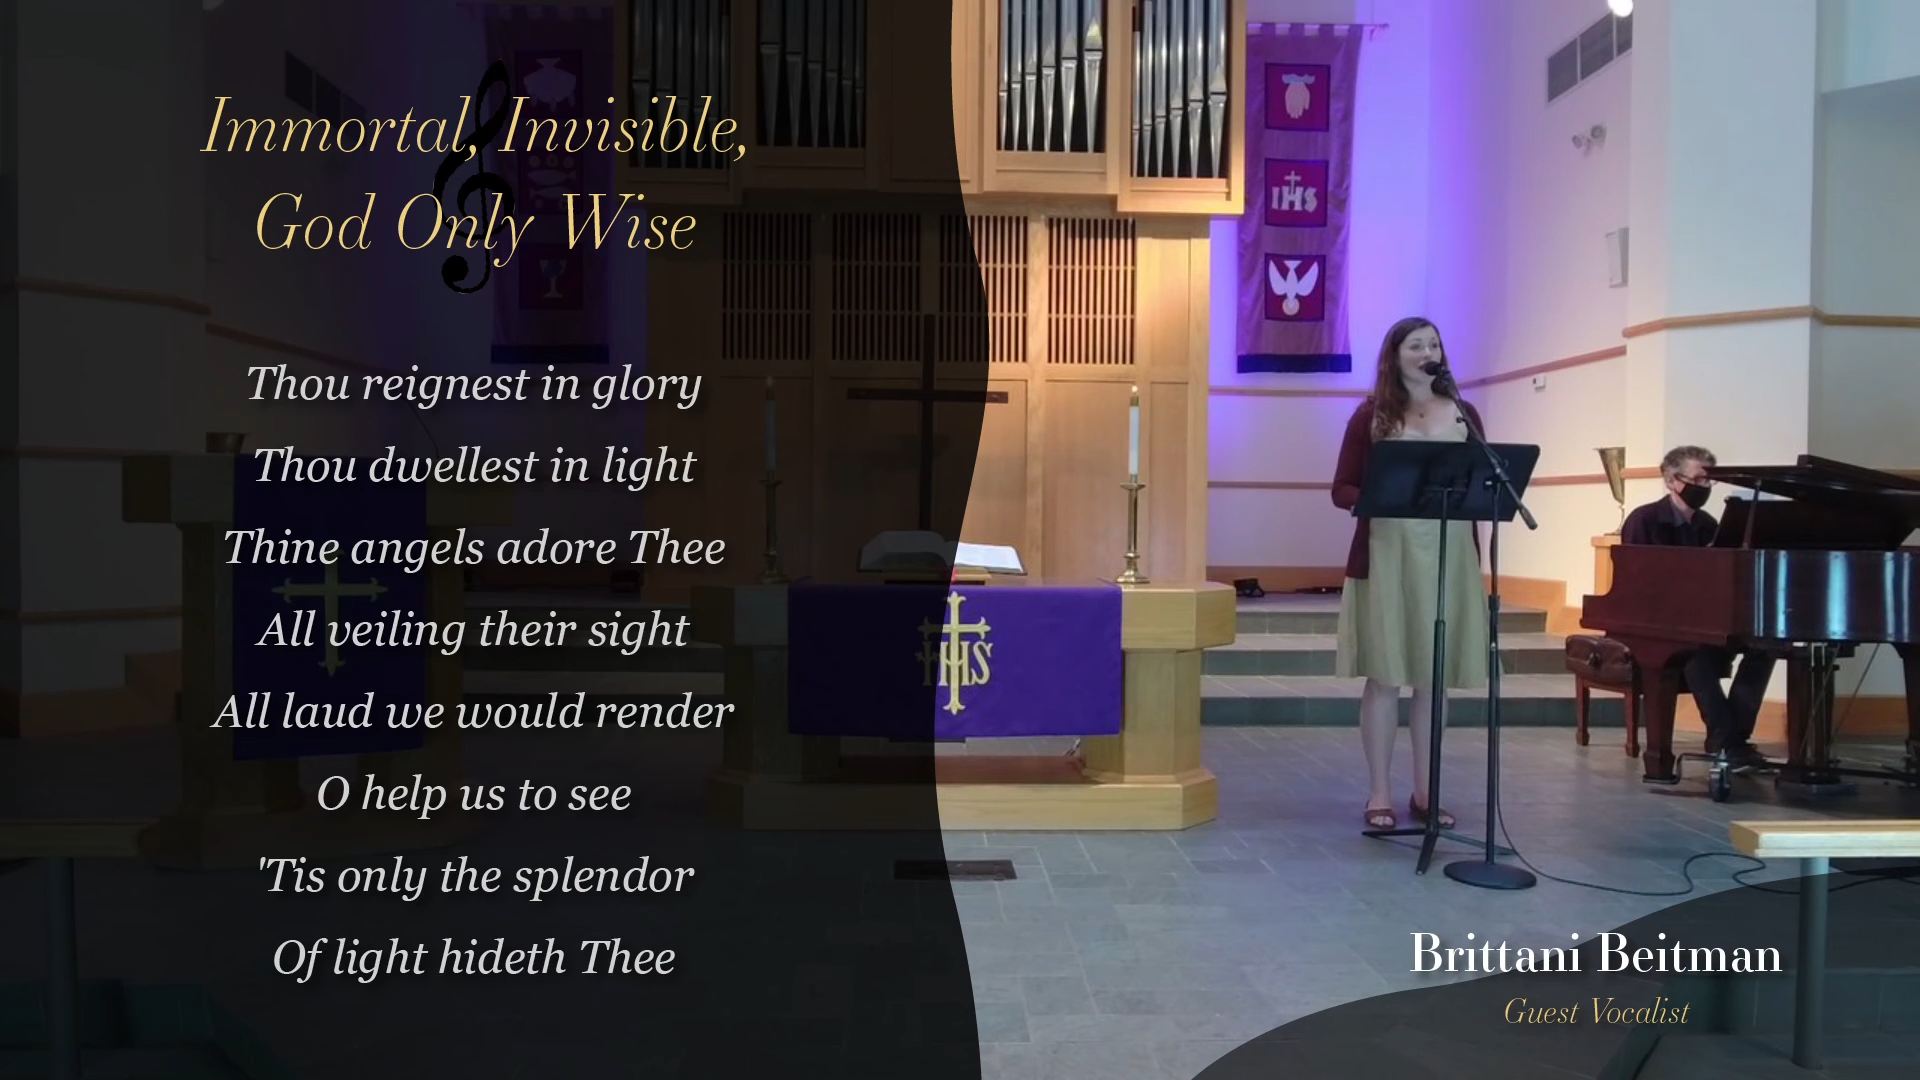 Immortal, Invisible,
God Only Wise
Thou reignest in glory
Thou dwellest in light
Thine angels adore Thee
All veiling their sight
All laud we would render
O help us to see
'Tis only the splendor
Of light hideth Thee
IHS
IHS
Brittani Beitman
Guest Vocalist